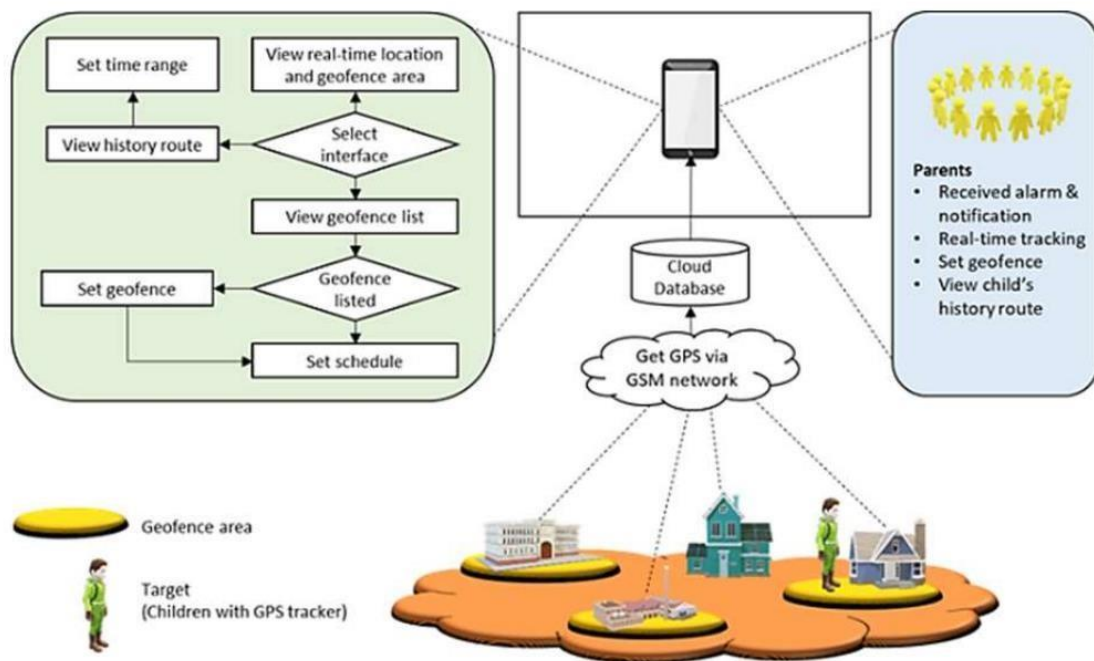 Set time range
View real-time location
and geofence area
View history route
Select
interface
View geofence list
Set geofence
Geofence
listed
Set schedule
Cloud
Database
Get GPS via
GSM network
Parents
• Received alarm &
notification
• Real-time tracking
• Set geofence
• View child's
history route
Geofence area
Target
(Children with GPS tracker)